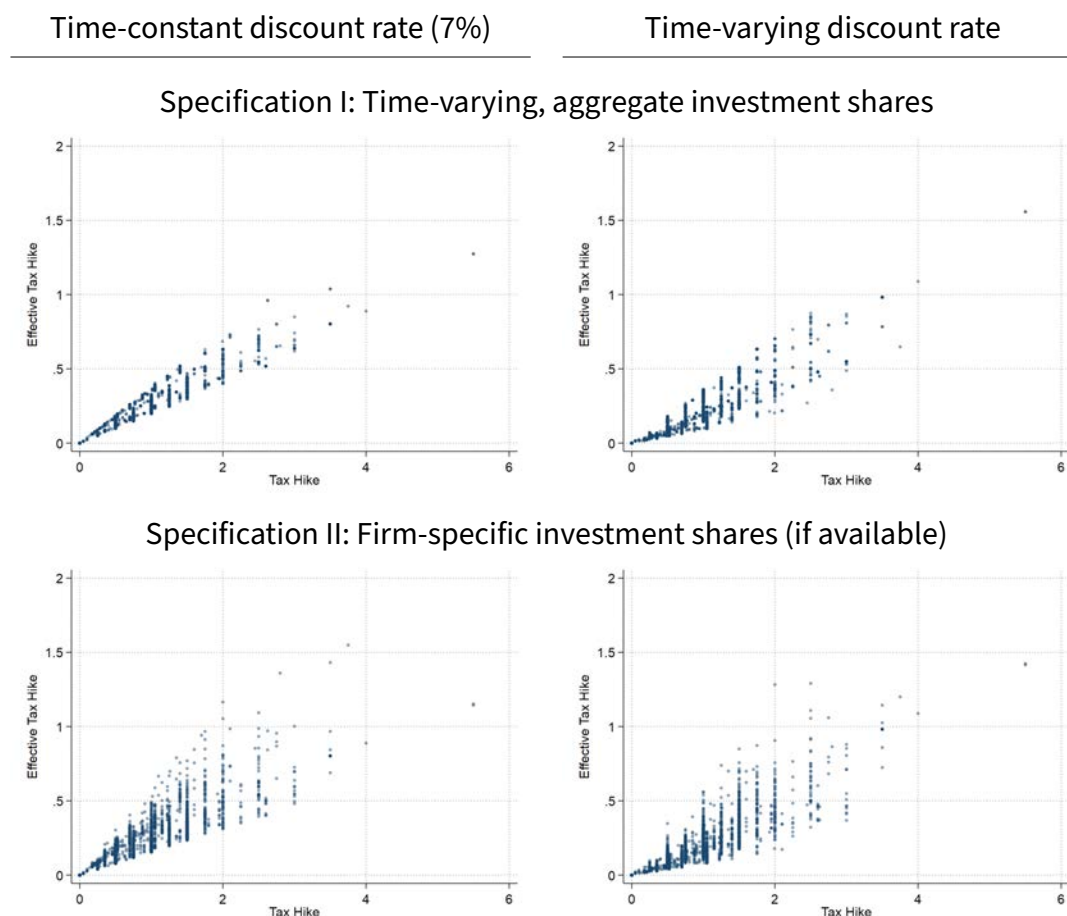 Time-constant discount rate (7%)
Time-varying discount rate
Specification I: Time-varying, aggregate investment shares
2
1.5
1
.5
0
Effective Tax Hike
0 2 4 6
Tax Hike
2
1.5
1
.5
0
Effective Tax Hike
0 2 4 6
Tax Hike
Specification II: Firm-specific investment shares (if available)
2
1.5
1
.5
0
Effective Tax Hike
0 2 4 6
Tax Hike
2
1.5
1
.5
0
Effective Tax Hike
0 2 4 6
Tax Hike